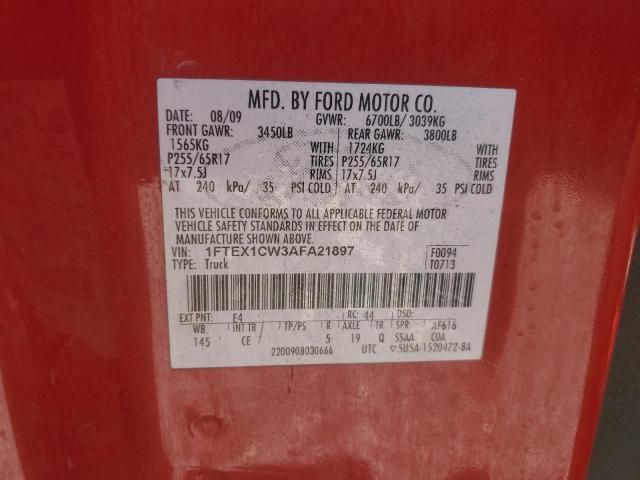 MFD. BY FORD MOTOR CO.
DATE: 08/09 GVWR: 6700LB/ 3039KG
FRONT GAWR: 3450LB REAR GAWR: 3800LB
1565KG WITH 1724KG WITH
P255/65R17 TIRES P255/65R17 TIRES
17x7.5J RIMS 17x7.5J RIMS
AT 240 kPa/ 35 PSI COLD AT 240 kPa/ 35 PSI COLD
THIS VEHICLE CONFORMS TO ALL APPLICABLE FEDERAL MOTOR
VEHICLE SAFETY STANDARDS IN EFFECT ON THE DATE OF
MANUFACTURE SHOWN ABOVE.
VIN: 1FTEX1CW3AFA21897 F0094
TYPE: Truck T0713
EXT PNT: E4 RC: 44 DSO:
WB INT TR TP/PS R AXLE TR SPR AF616
145 CE 5 19 Q SSAA CUA
2200908030666 UTC ▽5U5A-1520472-BA